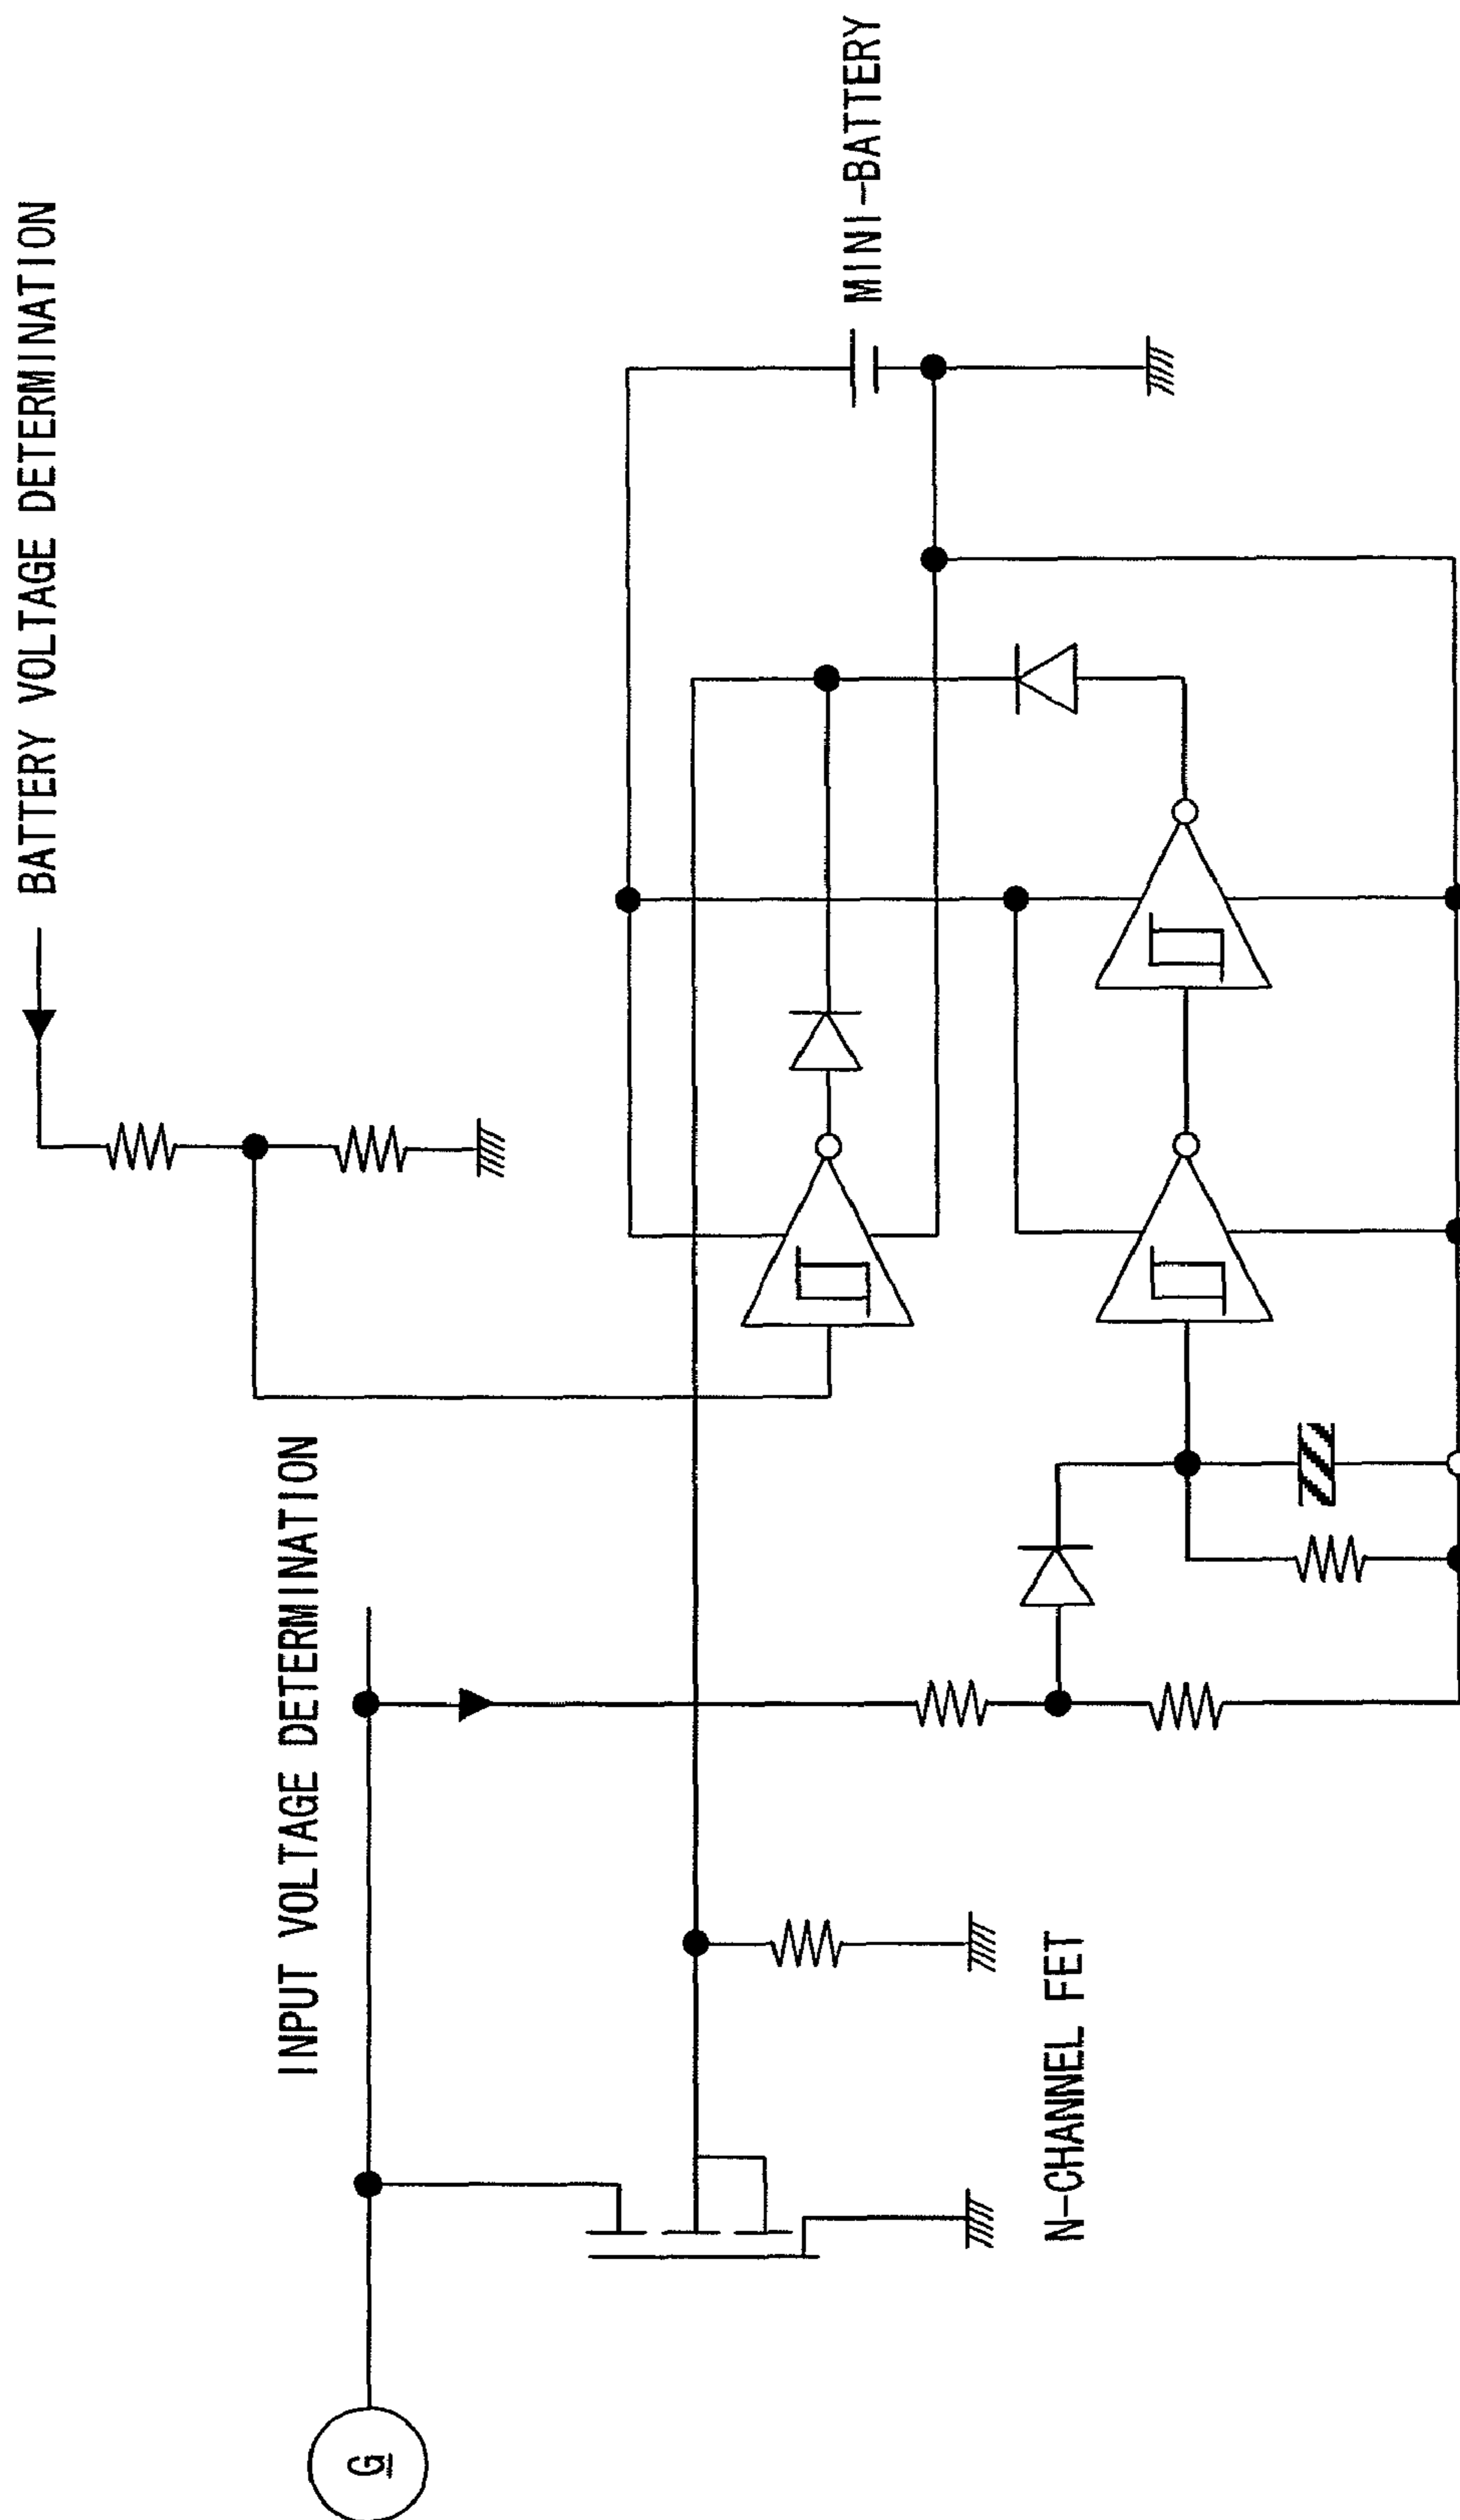 BATTERY VOLTAGE DETERMINATION
MINI-BATTERY
INPUT VOLTAGE DETERMINATION
N-CHANNEL FET
G